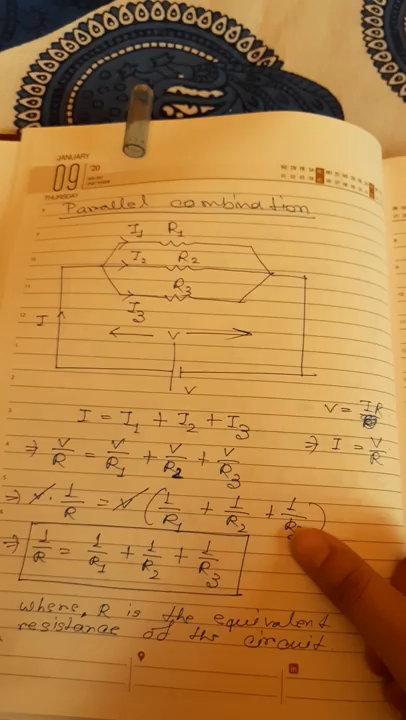 JANUARY
09 '20
THURSDAY
Parallel combination
I₁ R₁
I₂ R₂
R₃
I₃
I
V
V
I = I₁ + I₂ + I₃
V = IR
⇒ V/R = V/R₁ + V/R₂ + V/R₃
⇒ I = V/R
⇒ V · 1/R = V (1/R₁ + 1/R₂ + 1/R₃)
⇒ 1/R = 1/R₁ + 1/R₂ + 1/R₃
where, R is the equivalent
resistance of the circuit.